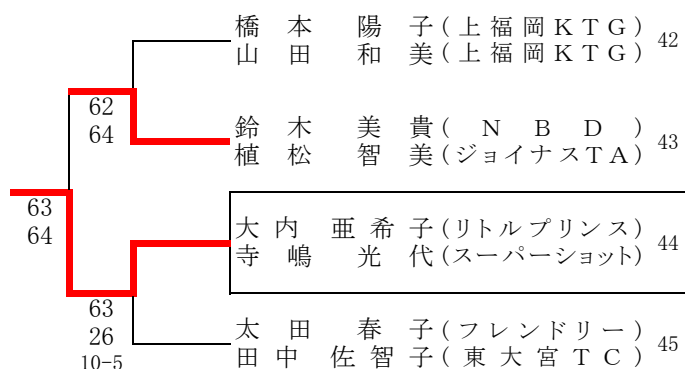 橋本 陽子(上福岡KTG) 42
山田 和美(上福岡KTG)
62
64
鈴木 美貴(NBD) 43
植松 智美(ジョイナスTA)
63
64
大内 亜希子(リトルプリンス) 44
寺嶋 光代(スーパーショット)
63
26
10-5
太田 春子(フレンドリー) 45
田中 佐智子(東大宮TC)